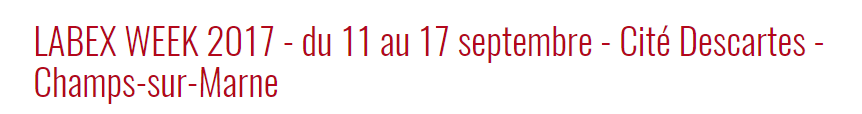 LABEX WEEK 2017 - du 11 au 17 septembre - Cité Descartes -
Champs-sur-Marne